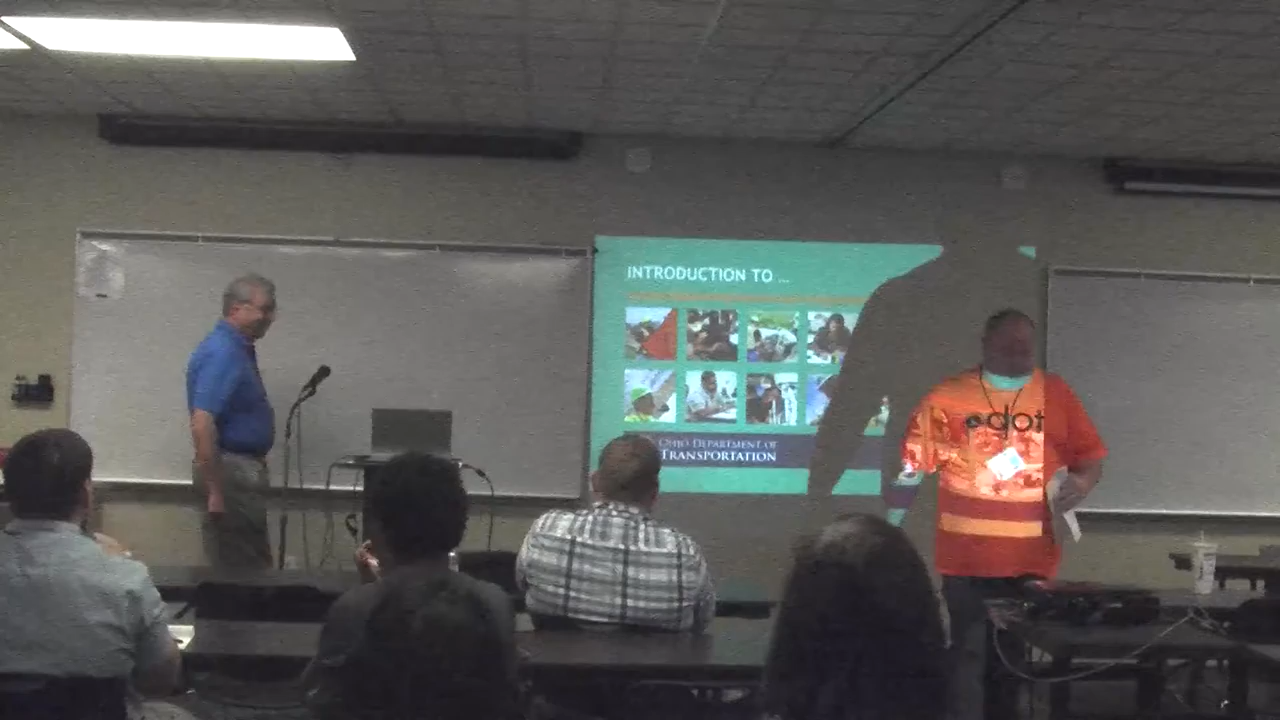 INTRODUCTION TO ...
OHIO DEPARTMENT OF
TRANSPORTATION
odot